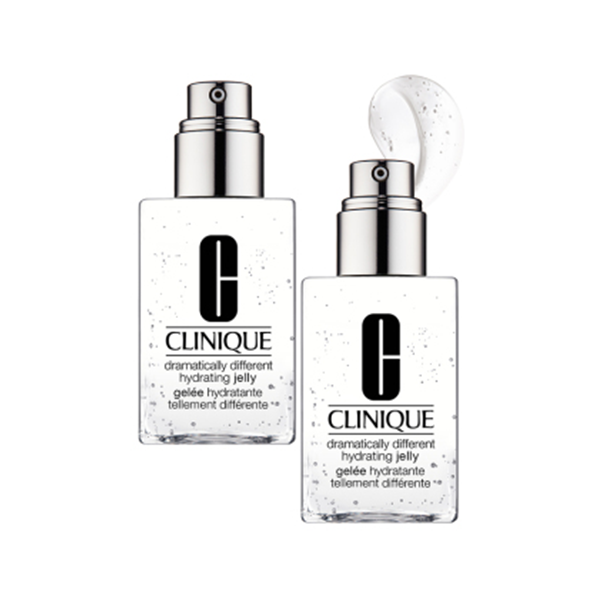 C
CLINIQUE
dramatically different
hydrating jelly
gelée hydratante
tellement différente
C
CLINIQUE
dramatically different
hydrating jelly
gelée hydratante
tellement différente